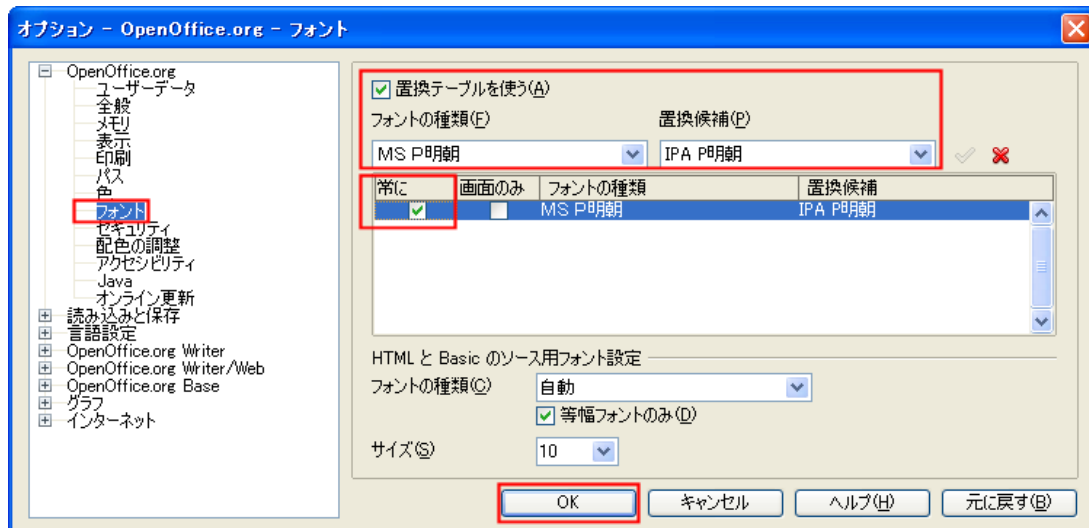 オプション - OpenOffice.org - フォント
OpenOffice.org
ユーザーデータ
全般
メモリ
表示
印刷
パス
色
フォント
セキュリティ
配色の調整
アクセシビリティ
Java
オンライン更新
読み込みと保存
言語設定
OpenOffice.org Writer
OpenOffice.org Writer/Web
OpenOffice.org Base
グラフ
インターネット
置換テーブルを使う(A)
フォントの種類(F) 置換候補(P)
MS P明朝 IPA P明朝
常に 画面のみ フォントの種類 置換候補
MS P明朝 IPA P明朝
HTML と Basic のソース用フォント設定
フォントの種類(C) 自動
等幅フォントのみ(D)
サイズ(S) 10
OK キャンセル ヘルプ(H) 元に戻す(B)